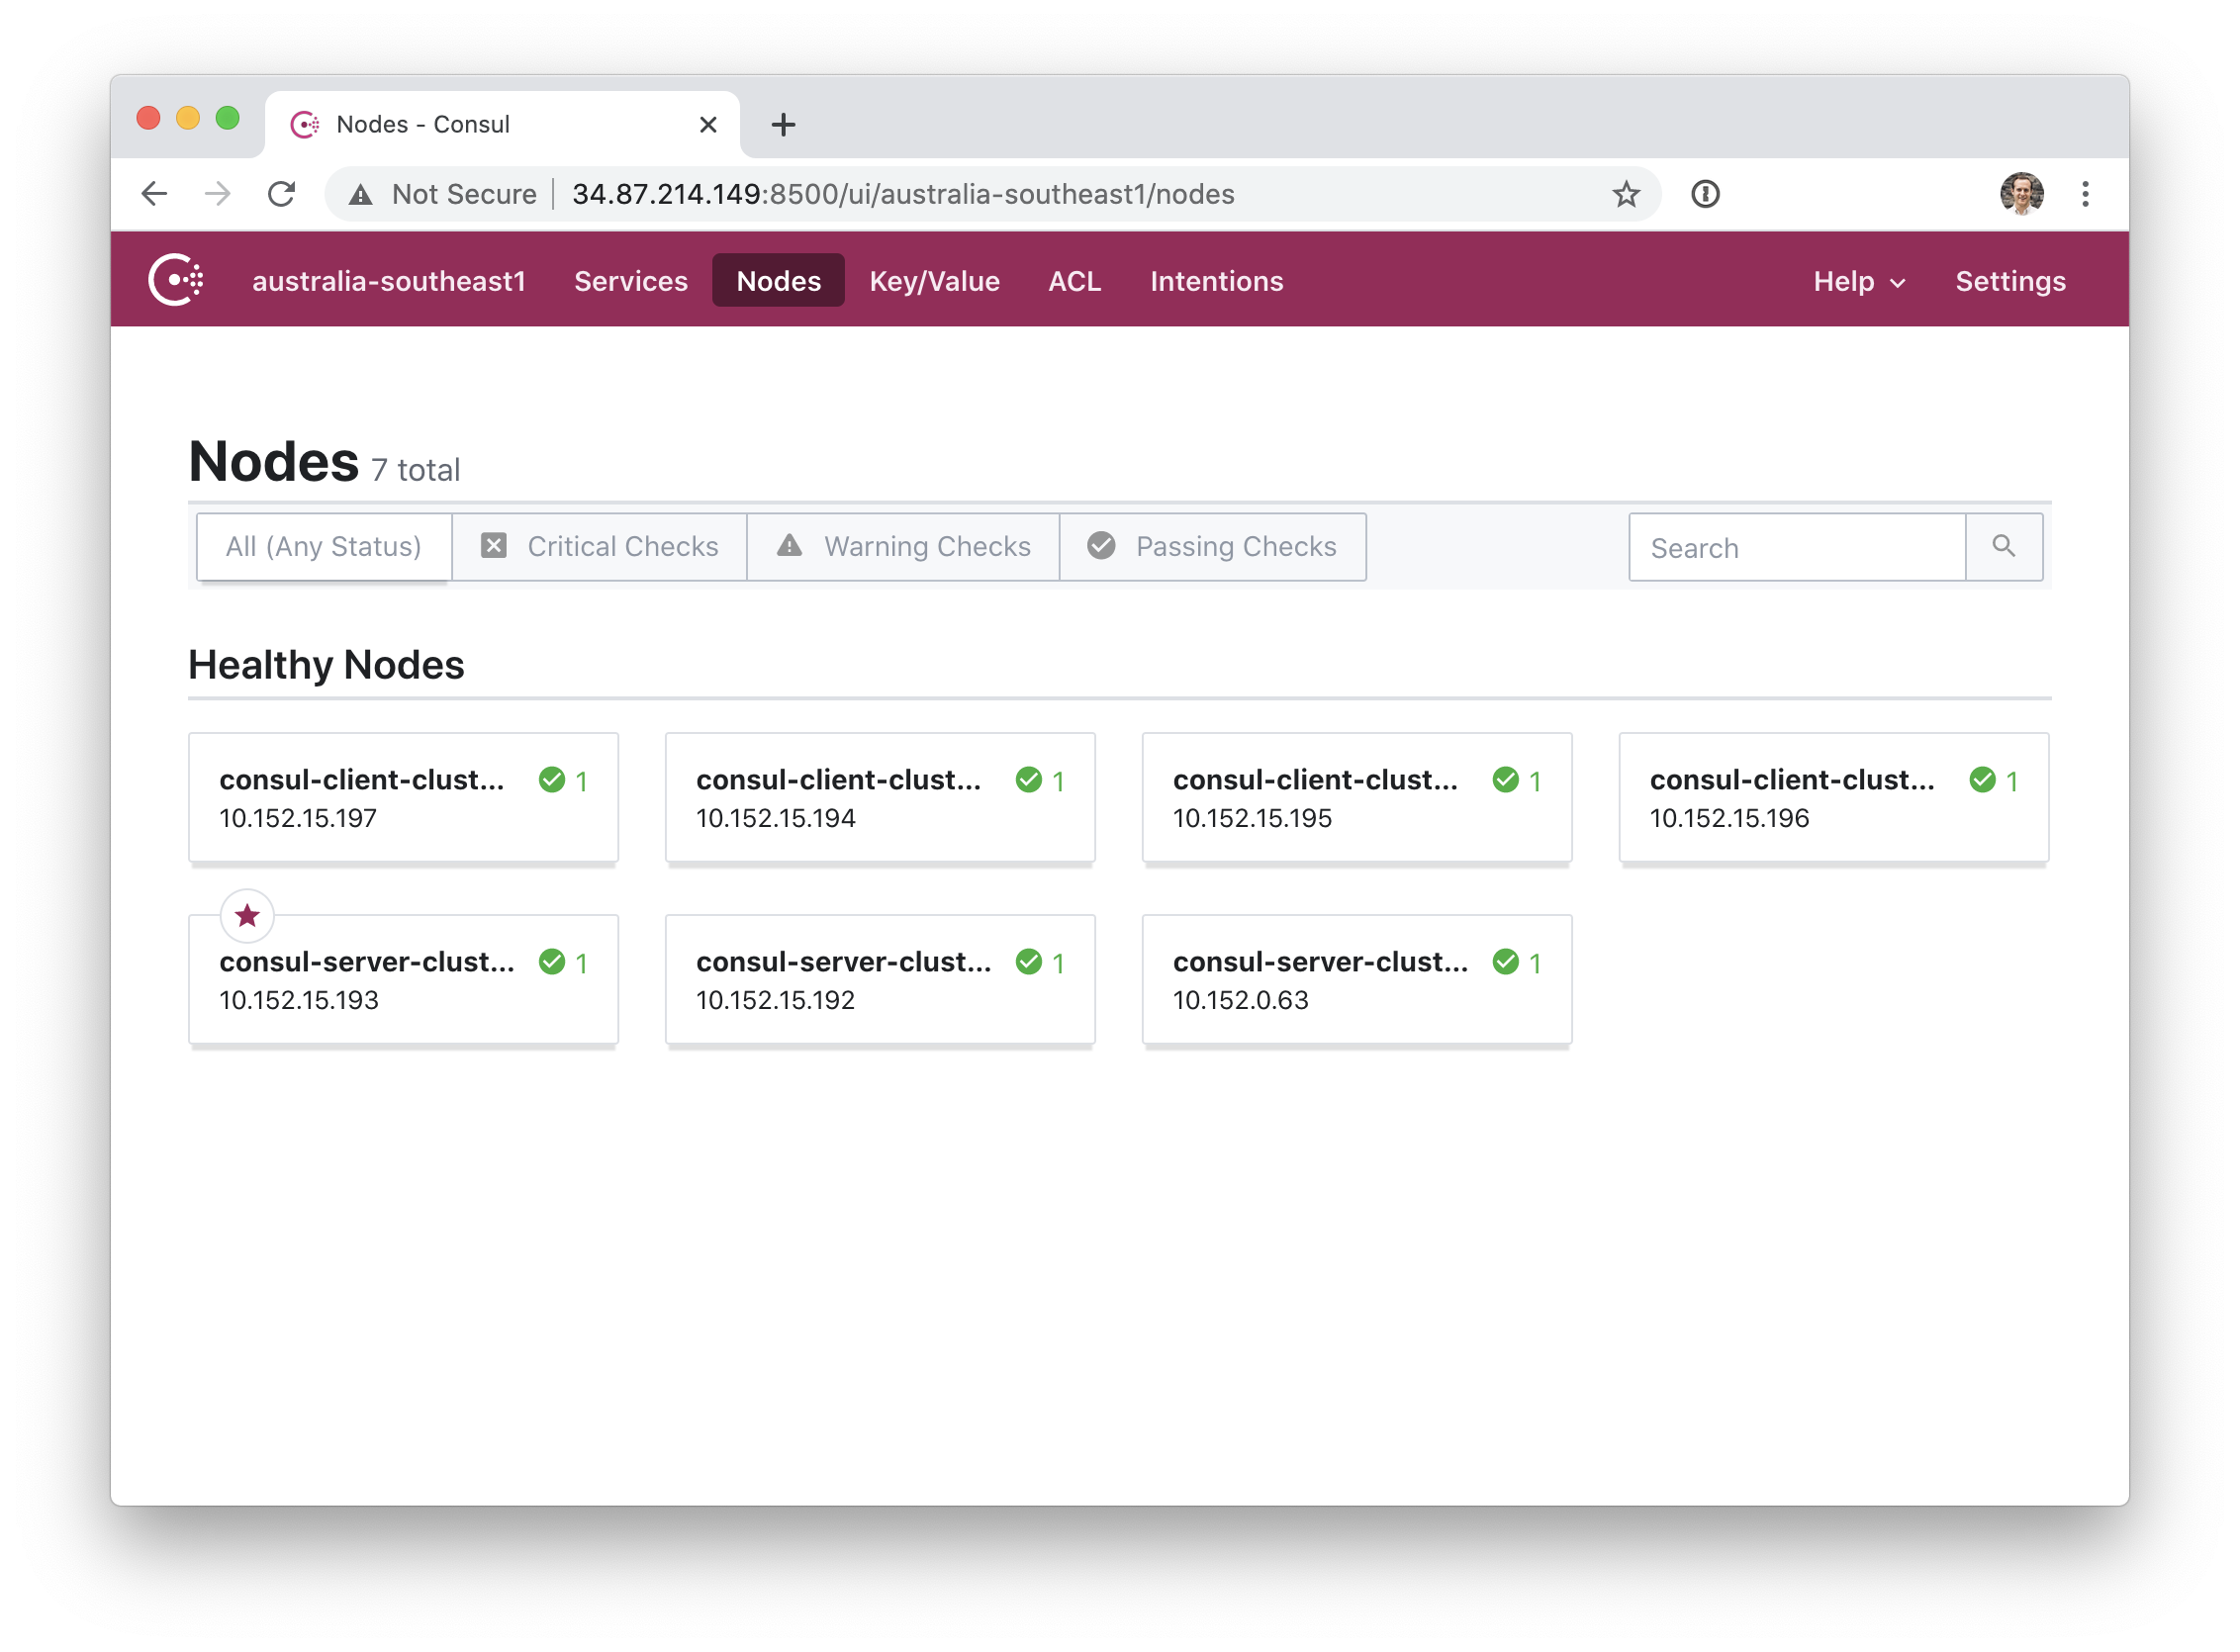 Nodes - Consul
Not Secure 34.87.214.149:8500/ui/australia-southeast1/nodes
australia-southeast1 Services Nodes Key/Value ACL Intentions Help Settings
Nodes 7 total
All (Any Status) Critical Checks Warning Checks Passing Checks Search
Healthy Nodes
consul-client-clust... 1 consul-client-clust... 1 consul-client-clust... 1 consul-client-clust... 1
10.152.15.197 10.152.15.194 10.152.15.195 10.152.15.196
consul-server-clust... 1 consul-server-clust... 1 consul-server-clust... 1
10.152.15.193 10.152.15.192 10.152.0.63